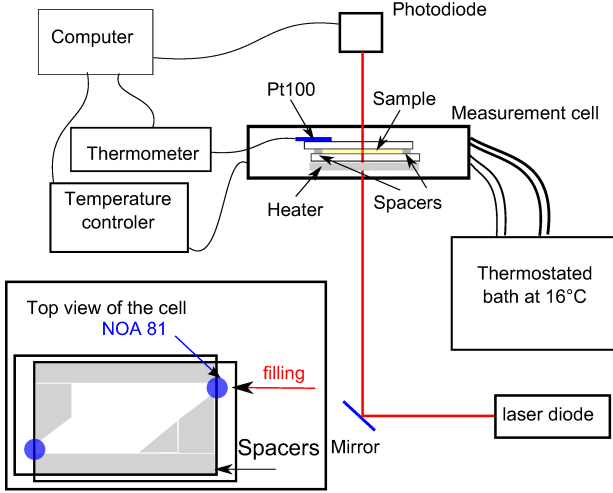 Photodiode
Computer
Pt100
Sample
Measurement cell
Thermometer
Temperature
controler
Heater
Spacers
Thermostated
bath at 16°C
Top view of the cell
NOA 81
filling
laser diode
Spacers
Mirror